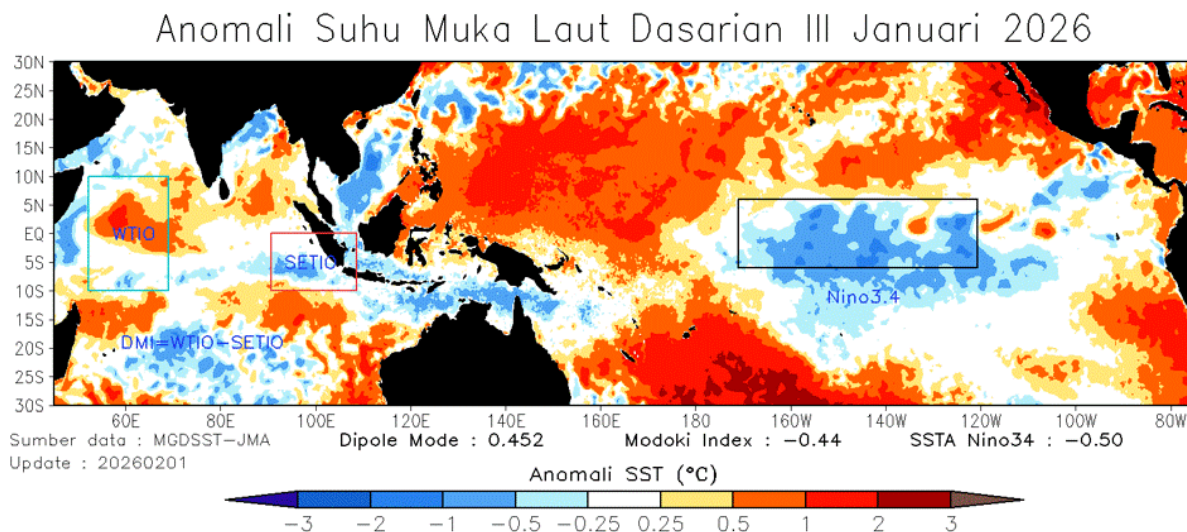 Anomali Suhu Muka Laut Dasarian III Januari 2026
30N
25N
20N
15N
10N
5N
EQ
5S
10S
15S
20S
25S
30S
WTIO
SETIO
Nino3.4
DMI=WTIO-SETIO
60E 80E 100E 120E 140E 160E 180 160W 140W 120W 100W 80W
Sumber data : MGDSST-JMA Dipole Mode : 0.452 Modoki Index : -0.44 SSTA Nino34 : -0.50
Update : 20260201
Anomali SST (°C)
-3 -2 -1 -0.5 -0.25 0.25 0.5 1 2 3